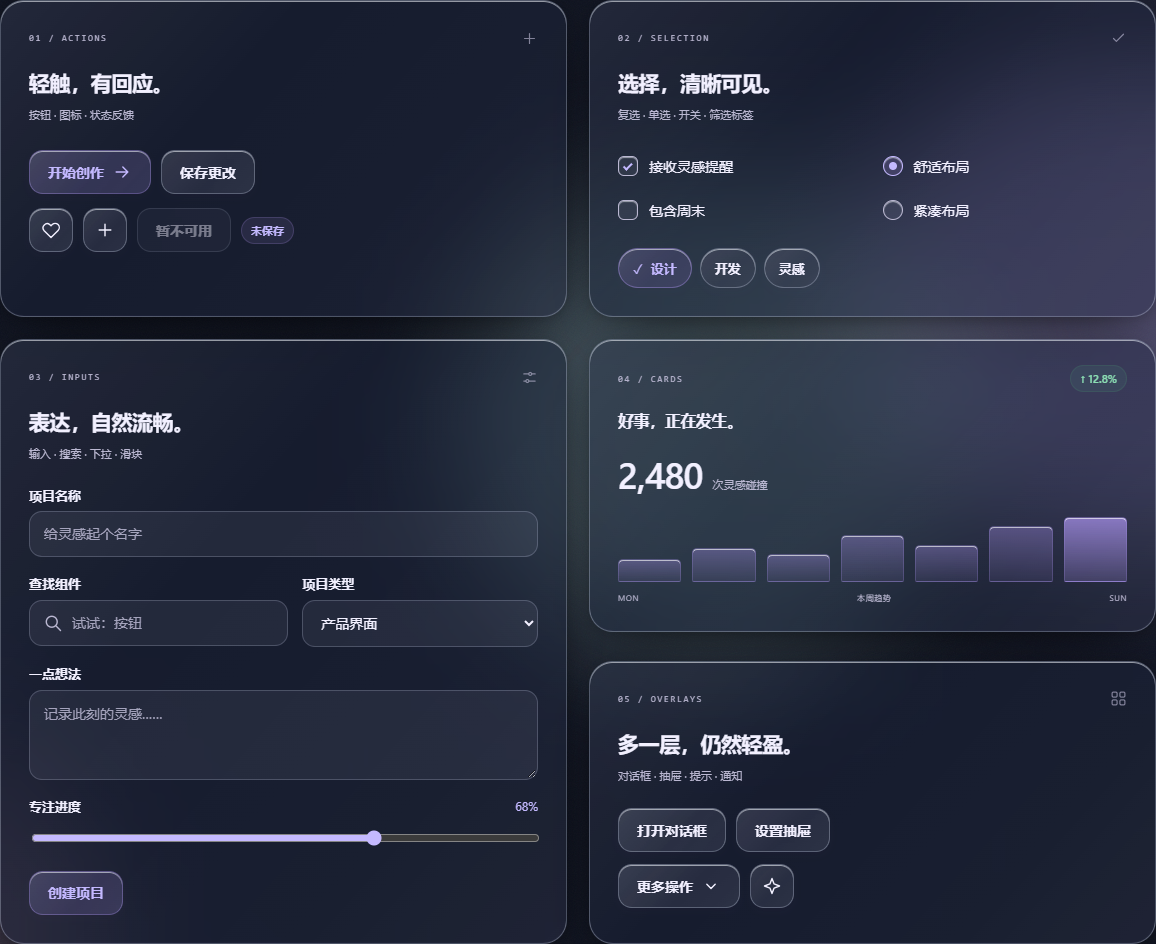 01 / ACTIONS
轻触，有回应。
按钮 · 图标 · 状态反馈
开始创作 →
保存更改
暂不可用
未保存
02 / SELECTION
选择，清晰可见。
复选 · 单选 · 开关 · 筛选标签
接收灵感提醒
舒适布局
包含周末
紧凑布局
✓ 设计
开发
灵感
03 / INPUTS
表达，自然流畅。
输入 · 搜索 · 下拉 · 滑块
项目名称
给灵感起个名字
查找组件
项目类型
试试：按钮
产品界面
一点想法
记录此刻的灵感……
专注进度
68%
创建项目
04 / CARDS
↑ 12.8%
好事，正在发生。
2,480 次灵感碰撞
MON
本周趋势
SUN
05 / OVERLAYS
多一层，仍然轻盈。
对话框 · 抽屉 · 提示 · 通知
打开对话框
设置抽屉
更多操作